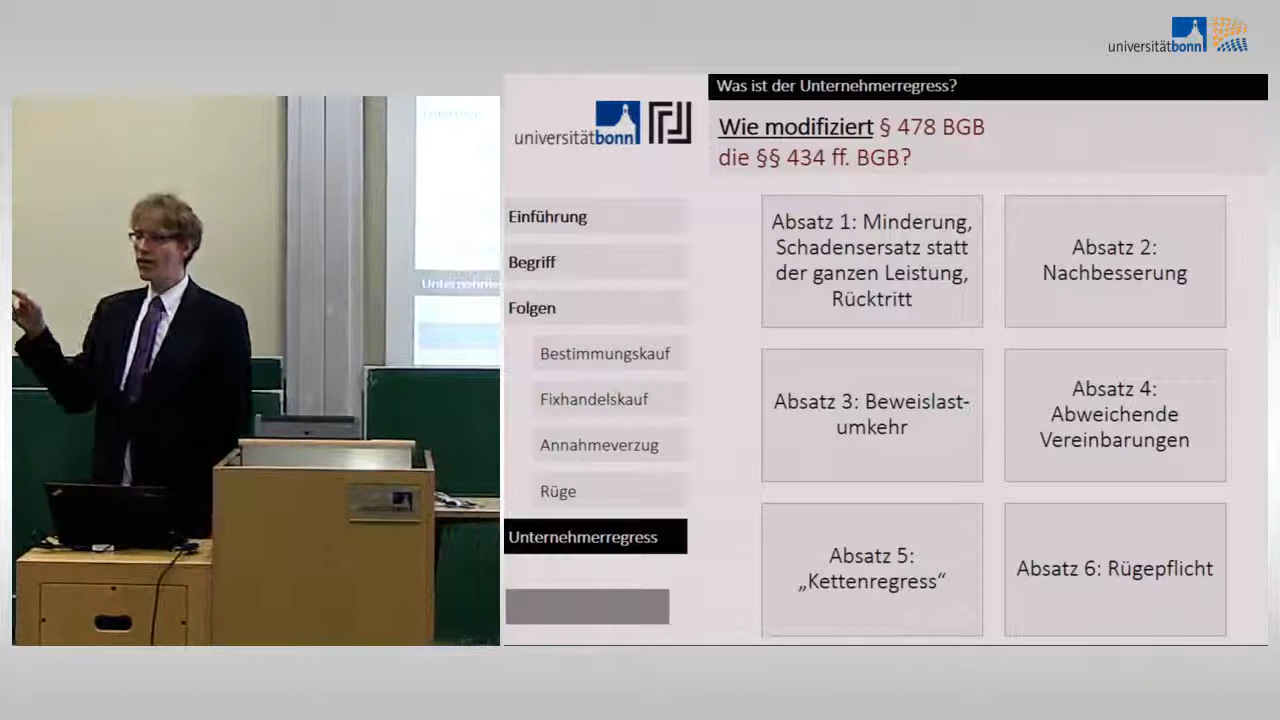 universitätbonn
Was ist der Unternehmerregress?
universitätbonn
Wie modifiziert § 478 BGB
die §§ 434 ff. BGB?
Einführung
Begriff
Folgen
Bestimmungskauf
Fixhandelskauf
Annahmeverzug
Rüge
Unternehmerregress
Absatz 1: Minderung,
Schadensersatz statt
der ganzen Leistung,
Rücktritt
Absatz 2:
Nachbesserung
Absatz 3: Beweislast-
umkehr
Absatz 4:
Abweichende
Vereinbarungen
Absatz 5:
„Kettenregress“
Absatz 6: Rügepflicht
Unternehme